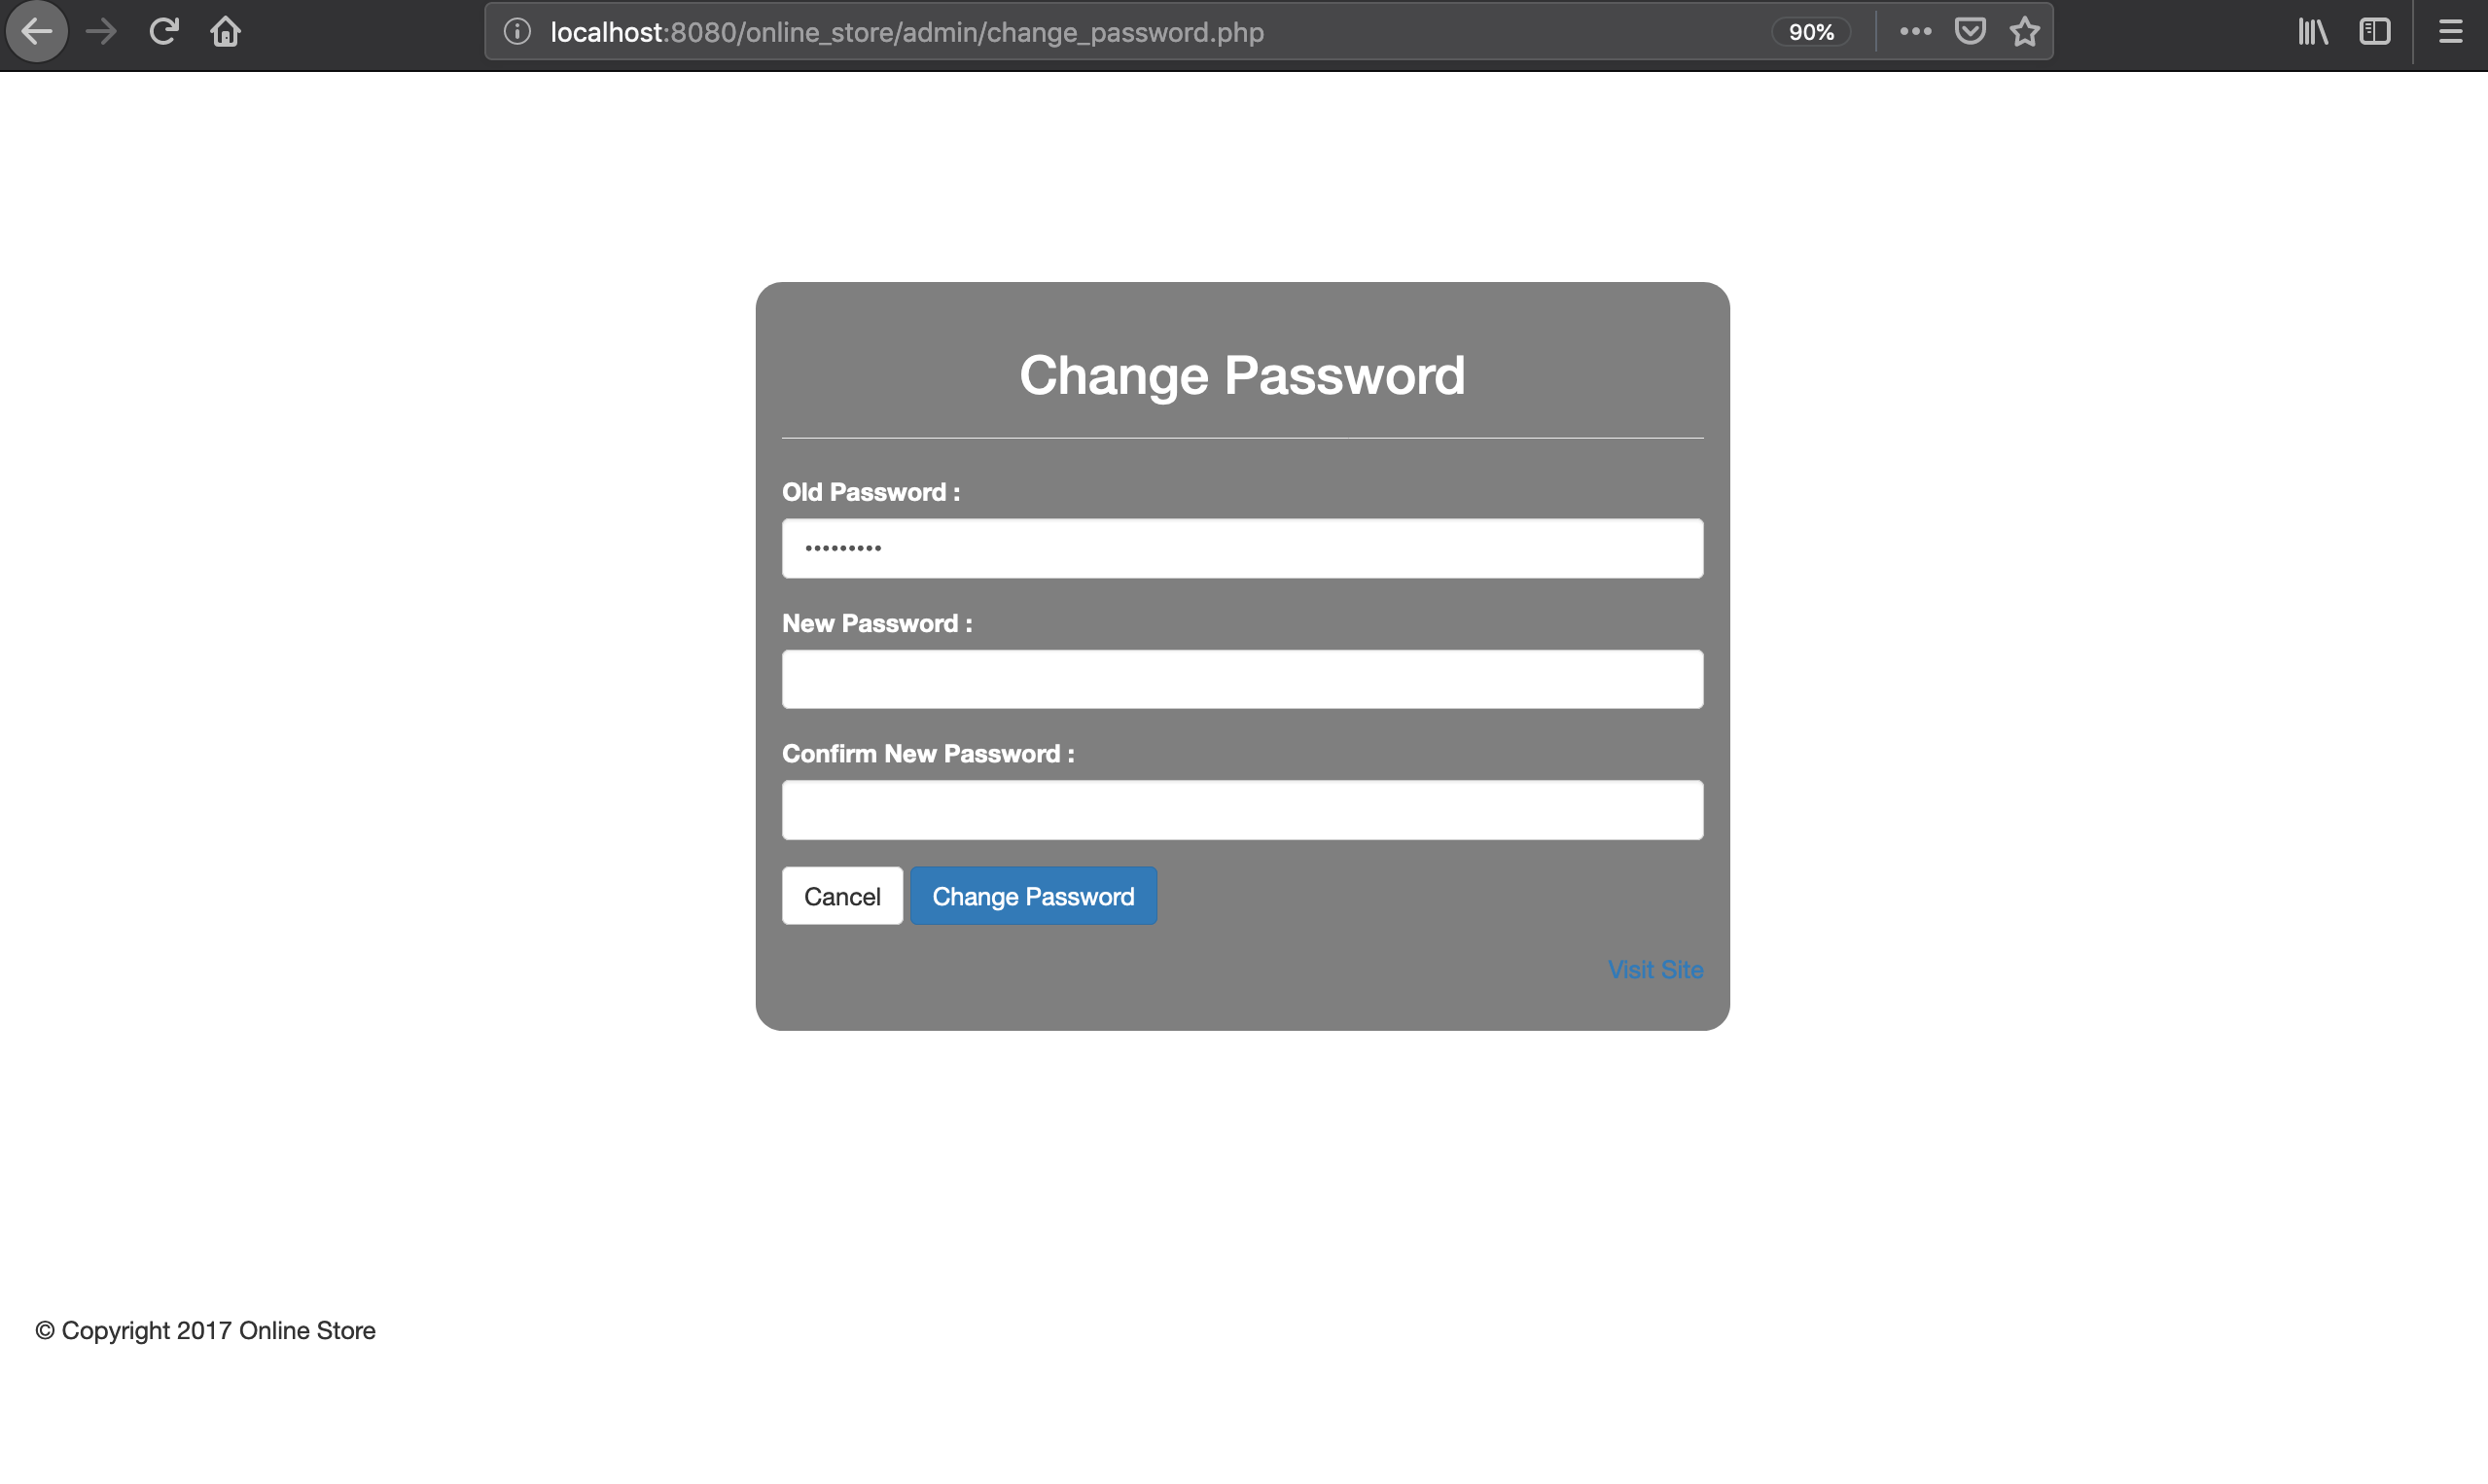 localhost:8080/online_store/admin/change_password.php
90%
Change Password
Old Password :
•••••••••
New Password :
Confirm New Password :
Cancel
Change Password
Visit Site
© Copyright 2017 Online Store